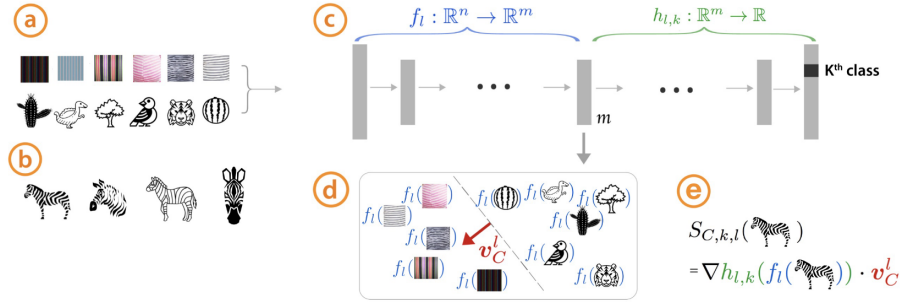 a
b
c
f_l : ℝ^n → ℝ^m
h_{l,k} : ℝ^m → ℝ
K^th class
m
d
f_l( )
f_l( )
f_l( )
f_l( )
f_l( )
f_l( )
f_l( )
f_l( )
f_l( )
f_l( )
f_l( )
v_C^l
e
S_{C,k,l}( )
= ∇h_{l,k}(f_l( )) · v_C^l